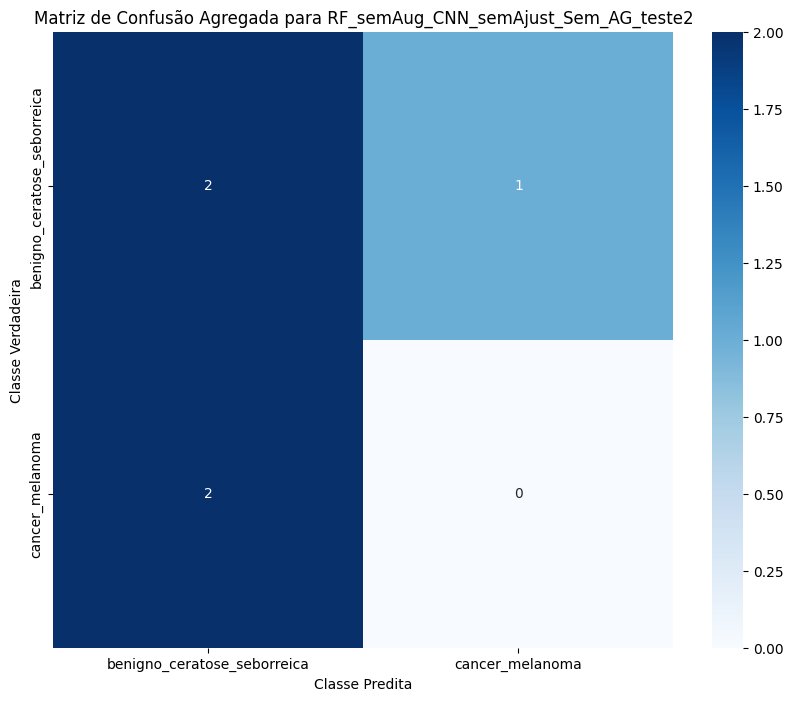 Matriz de Confusão Agregada para RF_semAug_CNN_semAjust_Sem_AG_teste2
Classe Verdadeira
benigno_ceratose_seborreica
cancer_melanoma
2
1
2
0
benigno_ceratose_seborreica
cancer_melanoma
Classe Predita
2.00
1.75
1.50
1.25
1.00
0.75
0.50
0.25
0.00